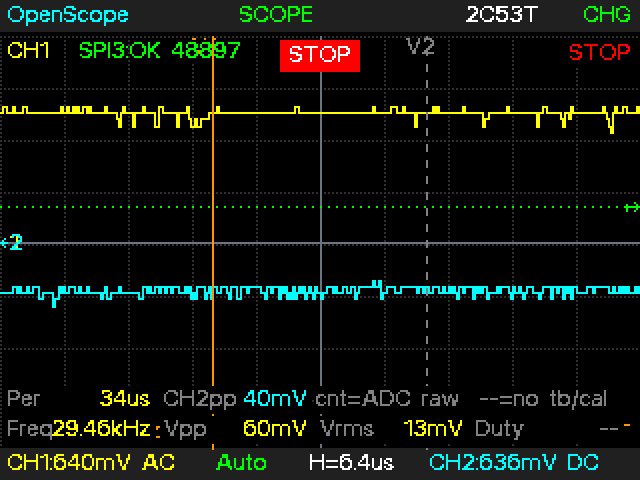 OpenScope SCOPE 2C53T CHG
CH1 SPI3:OK 48897 STOP V2 STOP
2
Per 34us CH2pp 40mV cnt=ADC raw --=no tb/cal
Freq 29.46kHz Vpp 60mV Vrms 13mV Duty --
CH1:640mV AC Auto H=6.4us CH2:636mV DC